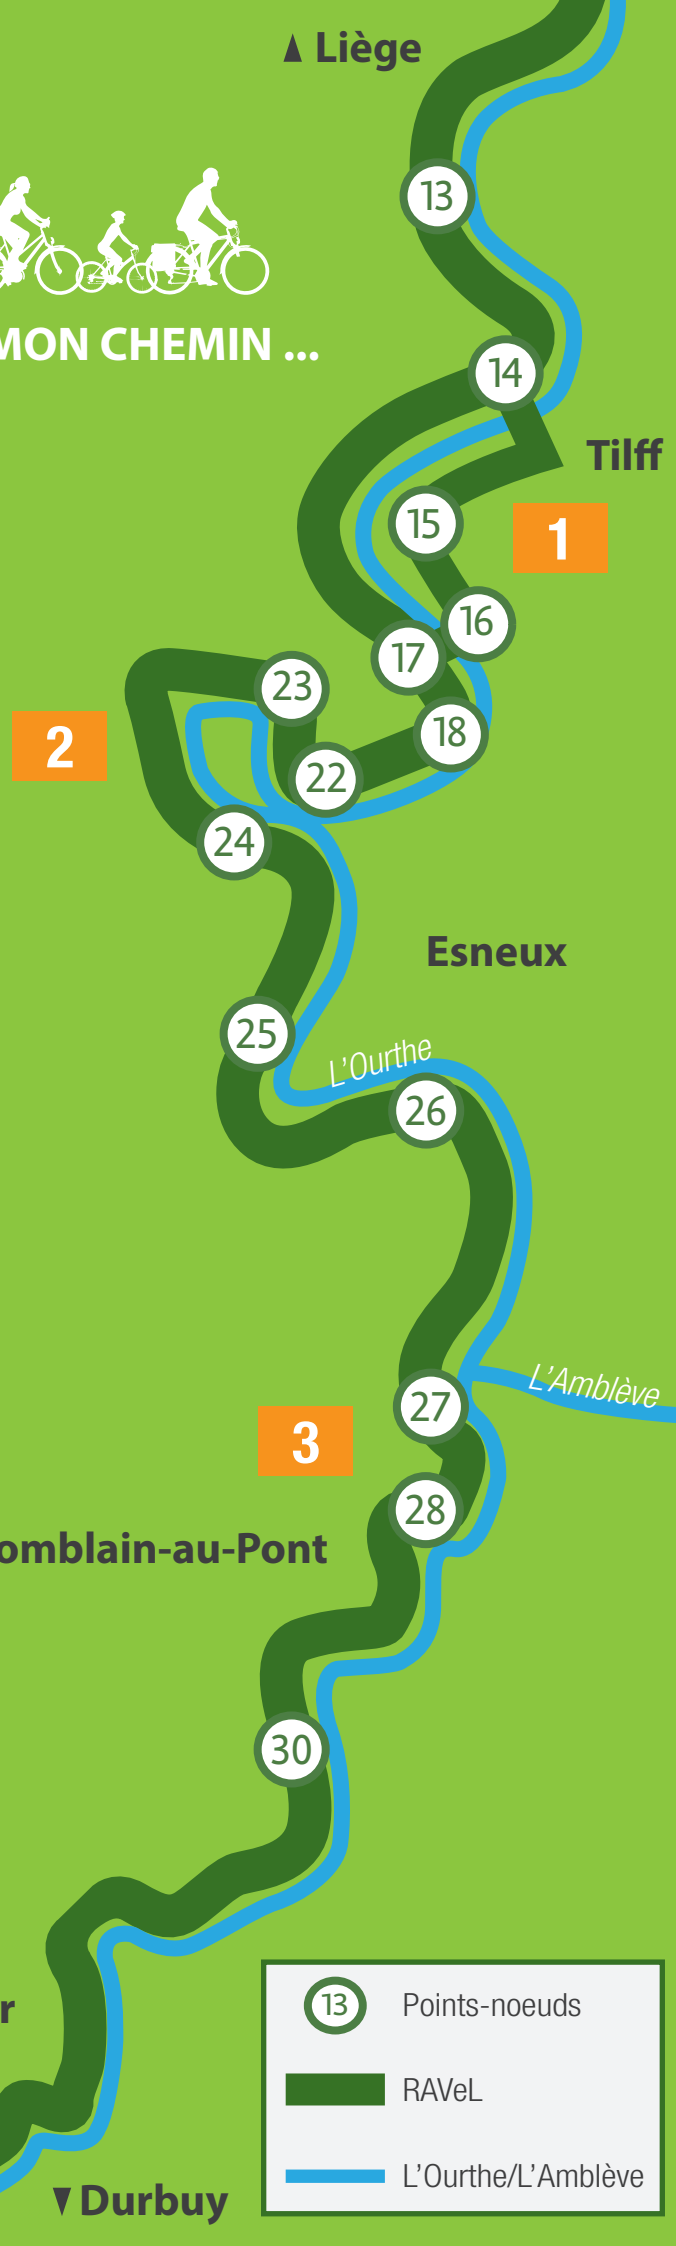 Liège
13
MON CHEMIN ...
14
Tilff
15
1
16
17
23
18
2
22
24
Esneux
25
L'Ourthe
26
L'Amblève
27
3
28
omblain-au-Pont
30
13 Points-noeuds
r
RAVeL
L'Ourthe/L'Amblève
Durbuy